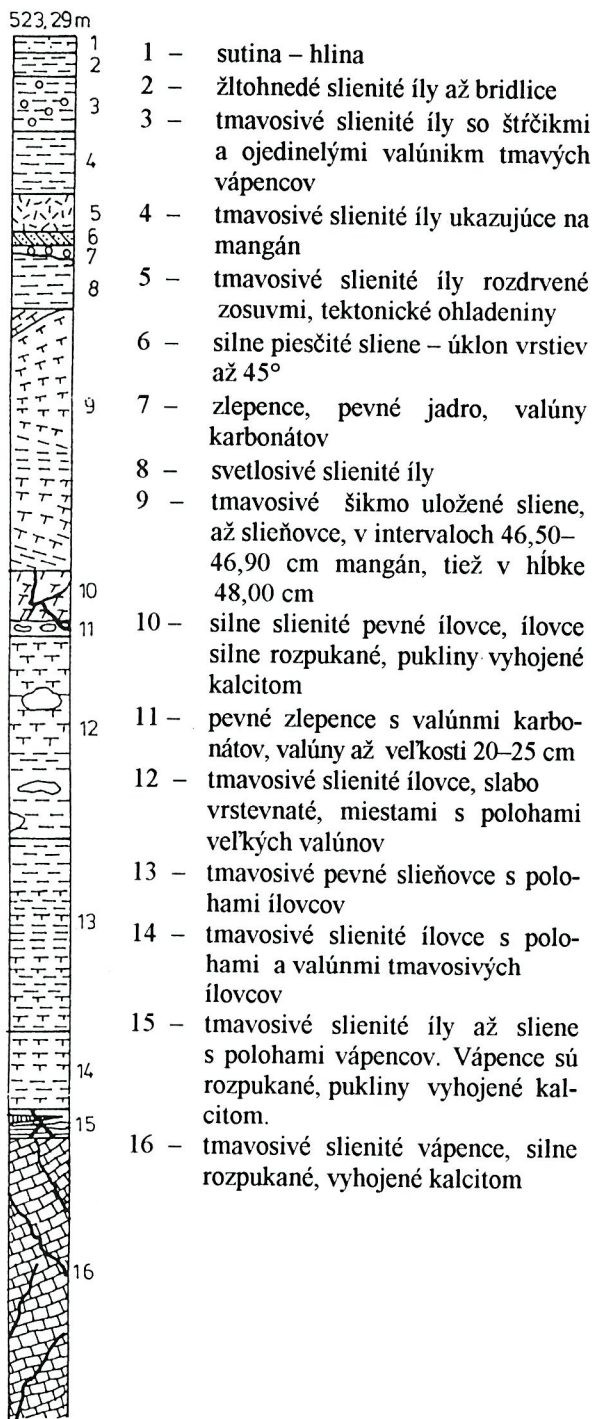 523,29m
1
2
3
4
5
6
7
8
9
10
11
12
13
14
15
16
1 – sutina – hlina
2 – žltohnedé slienité íly až bridlice
3 – tmavosivé slienité íly so štŕčikmi
a ojedinelými valúnikm tmavých
vápencov
4 – tmavosivé slienité íly ukazujúce na
mangán
5 – tmavosivé slienité íly rozdrvené
zosuvmi, tektonické ohladeniny
6 – silne piesčité sliene – úklon vrstiev
až 45°
7 – zlepence, pevné jadro, valúny
karbonátov
8 – svetlosivé slienité íly
9 – tmavosivé šikmo uložené sliene,
až slieňovce, v intervaloch 46,50–
46,90 cm mangán, tiež v hĺbke
48,00 cm
10 – silne slienité pevné ílovce, ílovce
silne rozpukané, pukliny vyhojené
kalcitom
11 – pevné zlepence s valúnmi karbo-
nátov, valúny až veľkosti 20–25 cm
12 – tmavosivé slienité ílovce, slabo
vrstevnaté, miestami s polohami
veľkých valúnov
13 – tmavosivé pevné slieňovce s polo-
hami ílovcov
14 – tmavosivé slienité ílovce s polo-
hami a valúnmi tmavosivých
ílovcov
15 – tmavosivé slienité íly až sliene
s polohami vápencov. Vápence sú
rozpukané, pukliny vyhojené kal-
citom.
16 – tmavosivé slienité vápence, silne
rozpukané, vyhojené kalcitom